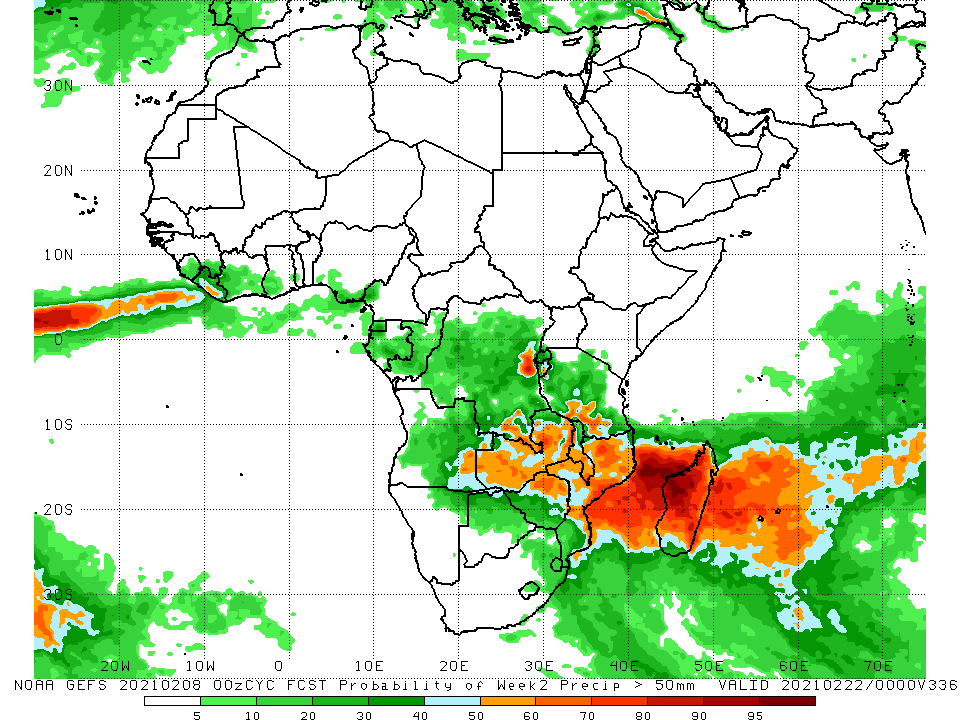 30N
20N
10N
0
10S
20S
30S
20W 10W 0 10E 20E 30E 40E 50E 60E 70E
NOAA GEFS 20210208 00zCYC FCST Probability of Week2 Precip > 50mm VALID 20210222/0000V336
5 10 20 30 40 50 60 70 80 90 95